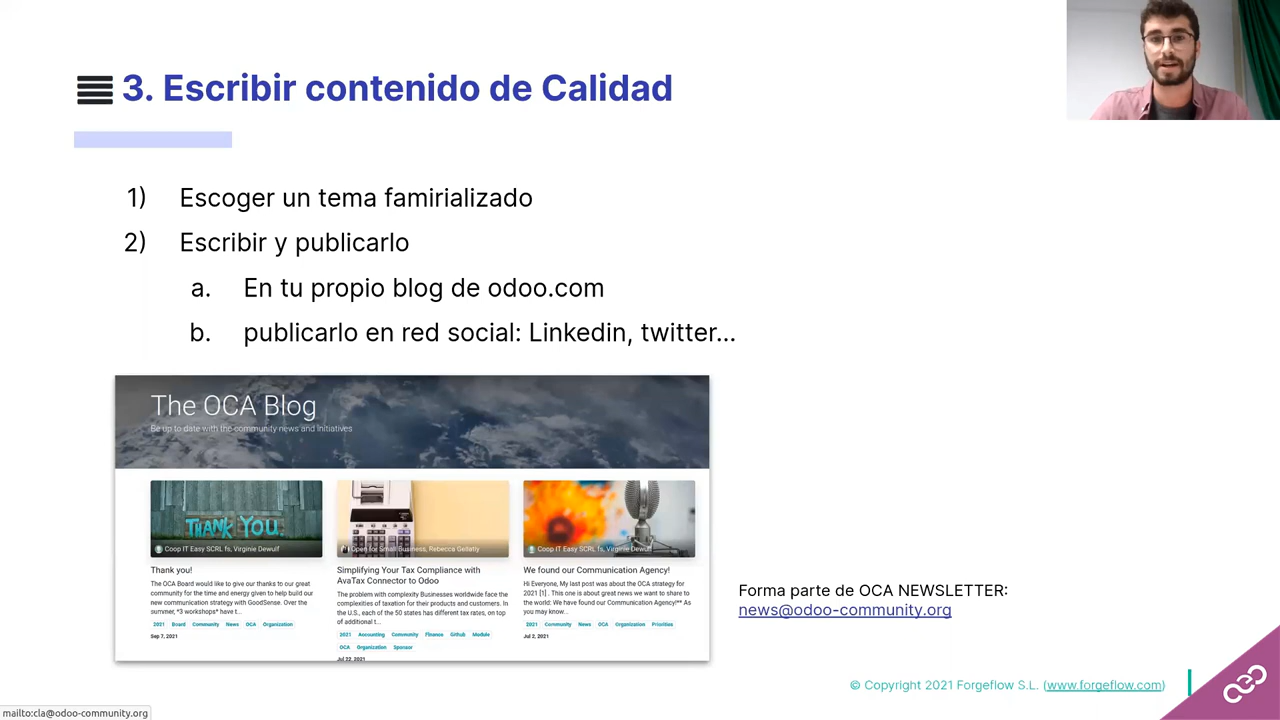 3. Escribir contenido de Calidad
1) Escoger un tema famirializado
2) Escribir y publicarlo
a. En tu propio blog de odoo.com
b. publicarlo en red social: Linkedin, twitter...
The OCA Blog
Be up to date with the community news and initiatives
THANK YOU.
Coop IT Easy SCRL fs, Virginie Dewulf
Open for Small Business, Rebecca Gellatly
Coop IT Easy SCRL fs, Virginie Dewulf
Thank you!
The OCA Board would like to give our thanks to our great
community for the time and energy given to help build our
new communication strategy with GoodSense. Over the
summer, *3 workshops* have t...
2021 Board Community News OCA Organization
Sep 7, 2021
Simplifying Your Tax Compliance with
AvaTax Connector to Odoo
The problem with complexity Businesses worldwide face the
complexities of taxation for their products and customers. In
the U.S., each of the 50 states has different tax rates, on top
of additional t...
2021 Accounting Community Finance Github Module
OCA Organization Sponsor
Jul 22, 2021
We found our Communication Agency!
Hi Everyone, My last post was about the OCA strategy for
2021 [1] . This one is about great news we want to share to
the world: We have found our Communication Agency!** As
you may know...
2021 Community News OCA Organization Priorities
Jul 2, 2021
Forma parte de OCA NEWSLETTER:
news@odoo-community.org
© Copyright 2021 Forgeflow S.L. (www.forgeflow.com)
mailto:cla@odoo-community.org